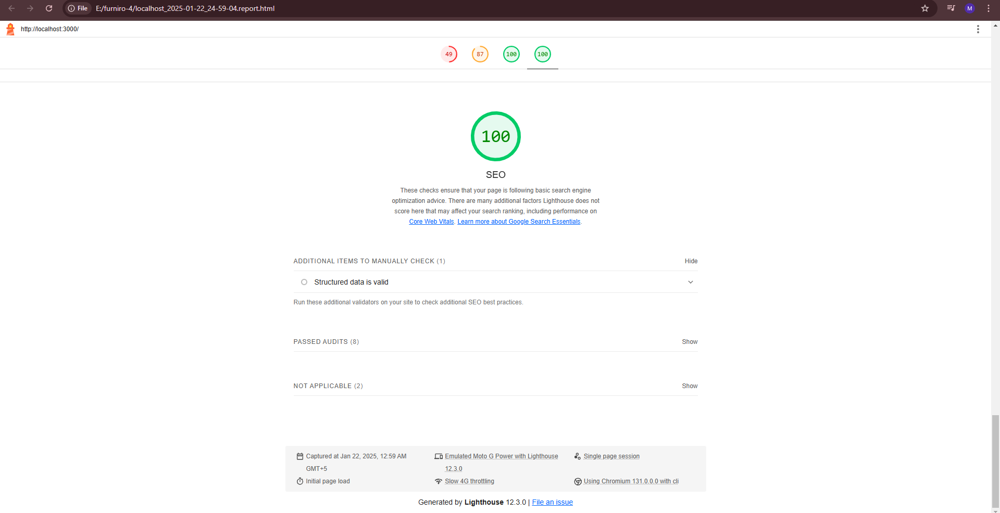 File
E:/furniro-4/localhost_2025-01-22_24-59-04.report.html
M
http://localhost:3000/
49
87
100
100
100
SEO
These checks ensure that your page is following basic search engine
optimization advice. There are many additional factors Lighthouse does not
score here that may affect your search ranking, including performance on
Core Web Vitals. Learn more about Google Search Essentials.
ADDITIONAL ITEMS TO MANUALLY CHECK (1)
Hide
Structured data is valid
Run these additional validators on your site to check additional SEO best practices.
PASSED AUDITS (8)
Show
NOT APPLICABLE (2)
Show
Captured at Jan 22, 2025, 12:59 AM
GMT+5
Emulated Moto G Power with Lighthouse
12.3.0
Single page session
Initial page load
Slow 4G throttling
Using Chromium 131.0.0.0 with cli
Generated by Lighthouse 12.3.0 | File an issue